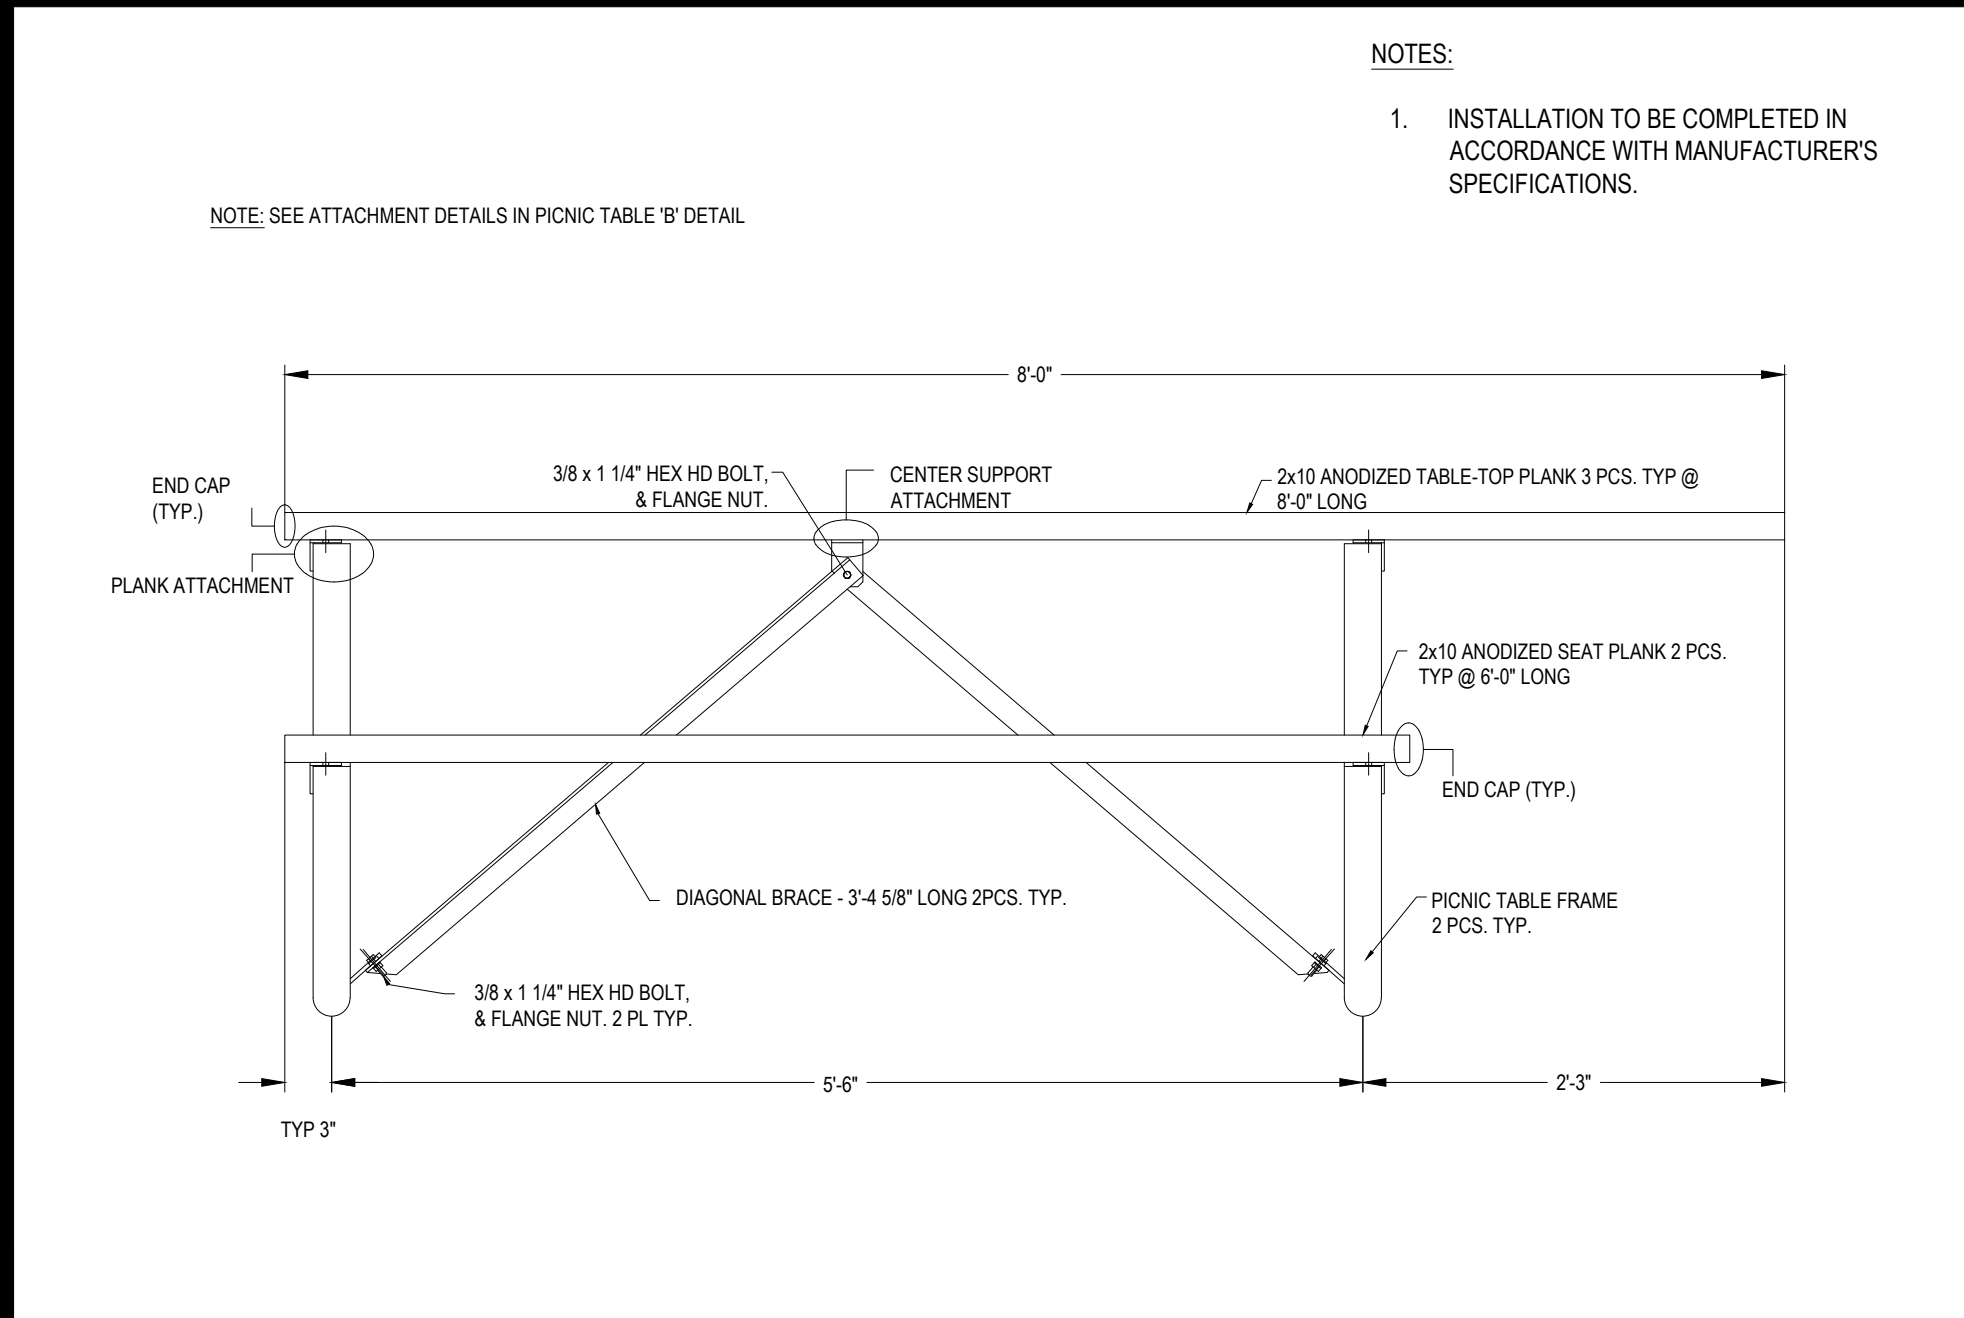 NOTES:
1. INSTALLATION TO BE COMPLETED IN
ACCORDANCE WITH MANUFACTURER'S
SPECIFICATIONS.
NOTE: SEE ATTACHMENT DETAILS IN PICNIC TABLE 'B' DETAIL
8'-0"
END CAP
(TYP.)
3/8 x 1 1/4" HEX HD BOLT,
& FLANGE NUT.
CENTER SUPPORT
ATTACHMENT
2x10 ANODIZED TABLE-TOP PLANK 3 PCS. TYP @
8'-0" LONG
PLANK ATTACHMENT
2x10 ANODIZED SEAT PLANK 2 PCS.
TYP @ 6'-0" LONG
END CAP (TYP.)
DIAGONAL BRACE - 3'-4 5/8" LONG 2PCS. TYP.
PICNIC TABLE FRAME
2 PCS. TYP.
3/8 x 1 1/4" HEX HD BOLT,
& FLANGE NUT. 2 PL TYP.
5'-6"
2'-3"
TYP 3"